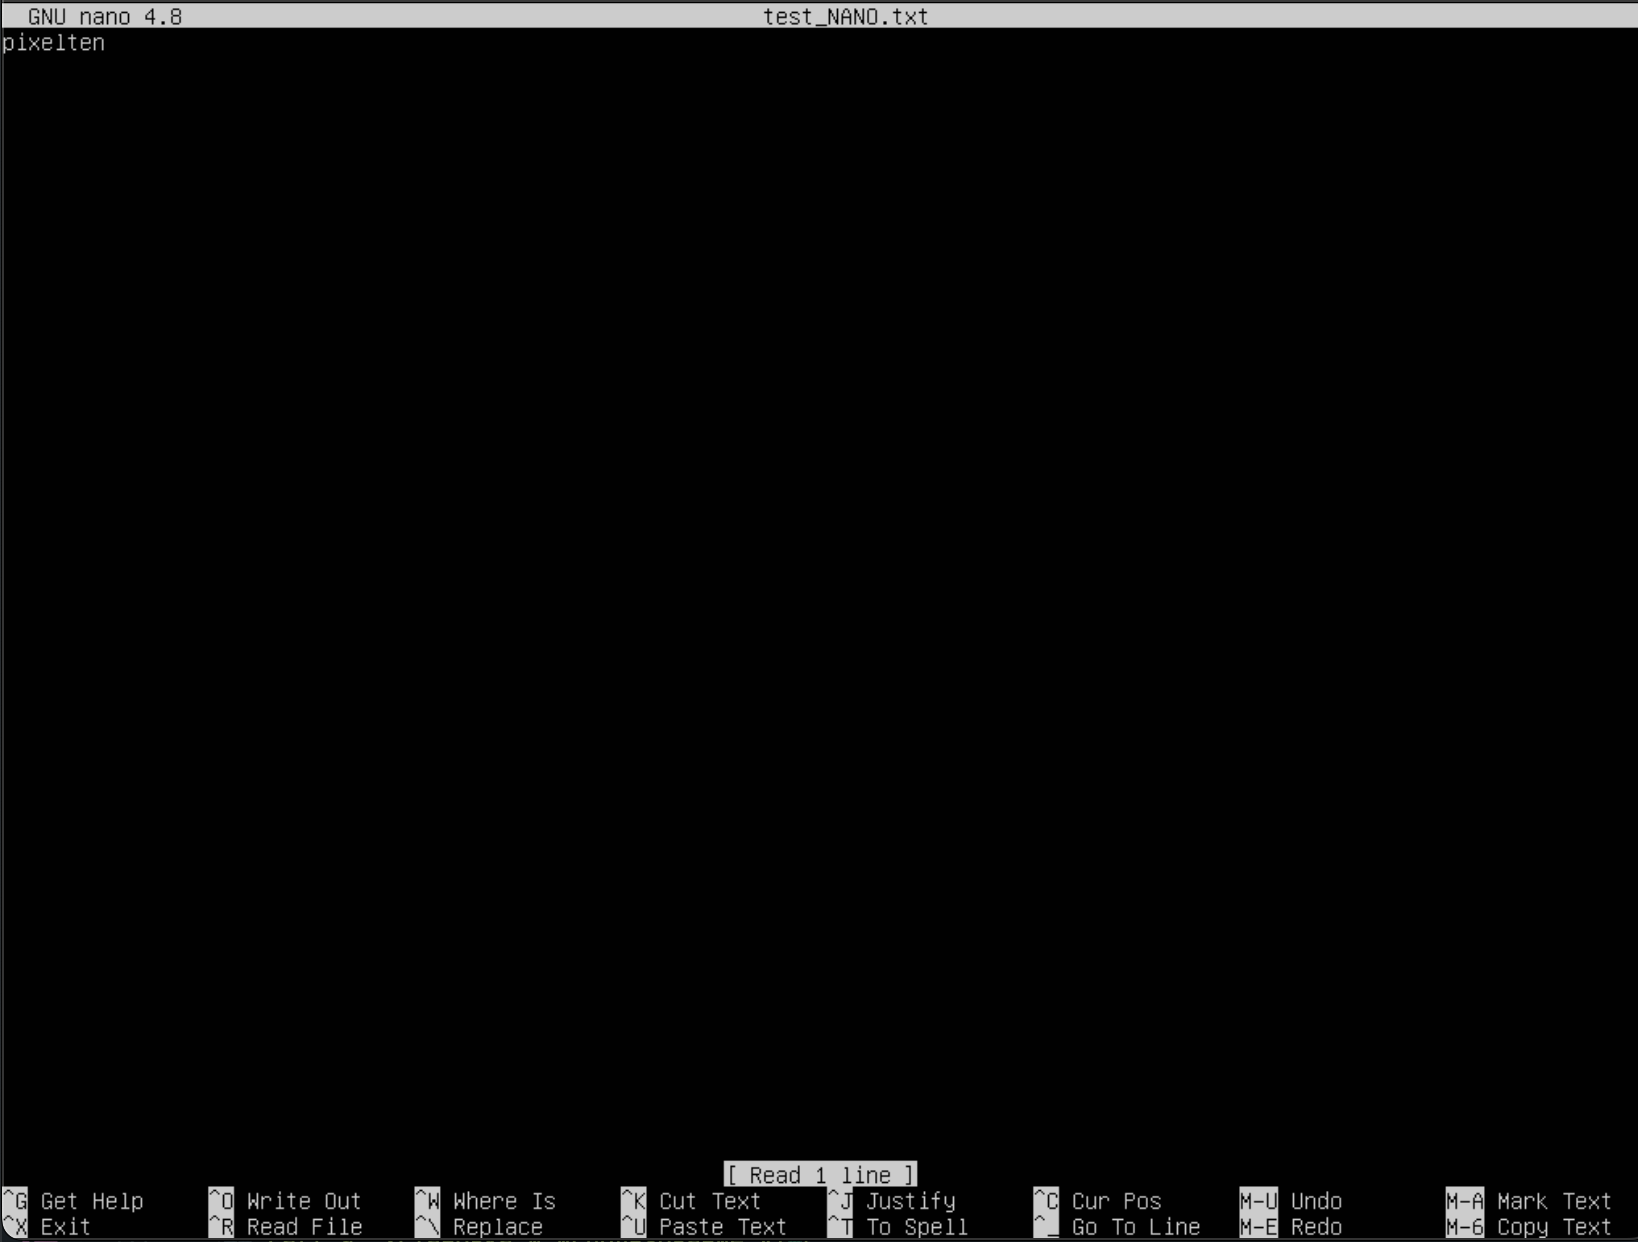 GNU nano 4.8 test_NANO.txt
pixelten
[ Read 1 line ]
^G Get Help ^O Write Out ^W Where Is ^K Cut Text ^J Justify ^C Cur Pos M-U Undo M-A Mark Text
^X Exit ^R Read File ^\ Replace ^U Paste Text ^T To Spell ^_ Go To Line M-E Redo M-6 Copy Text